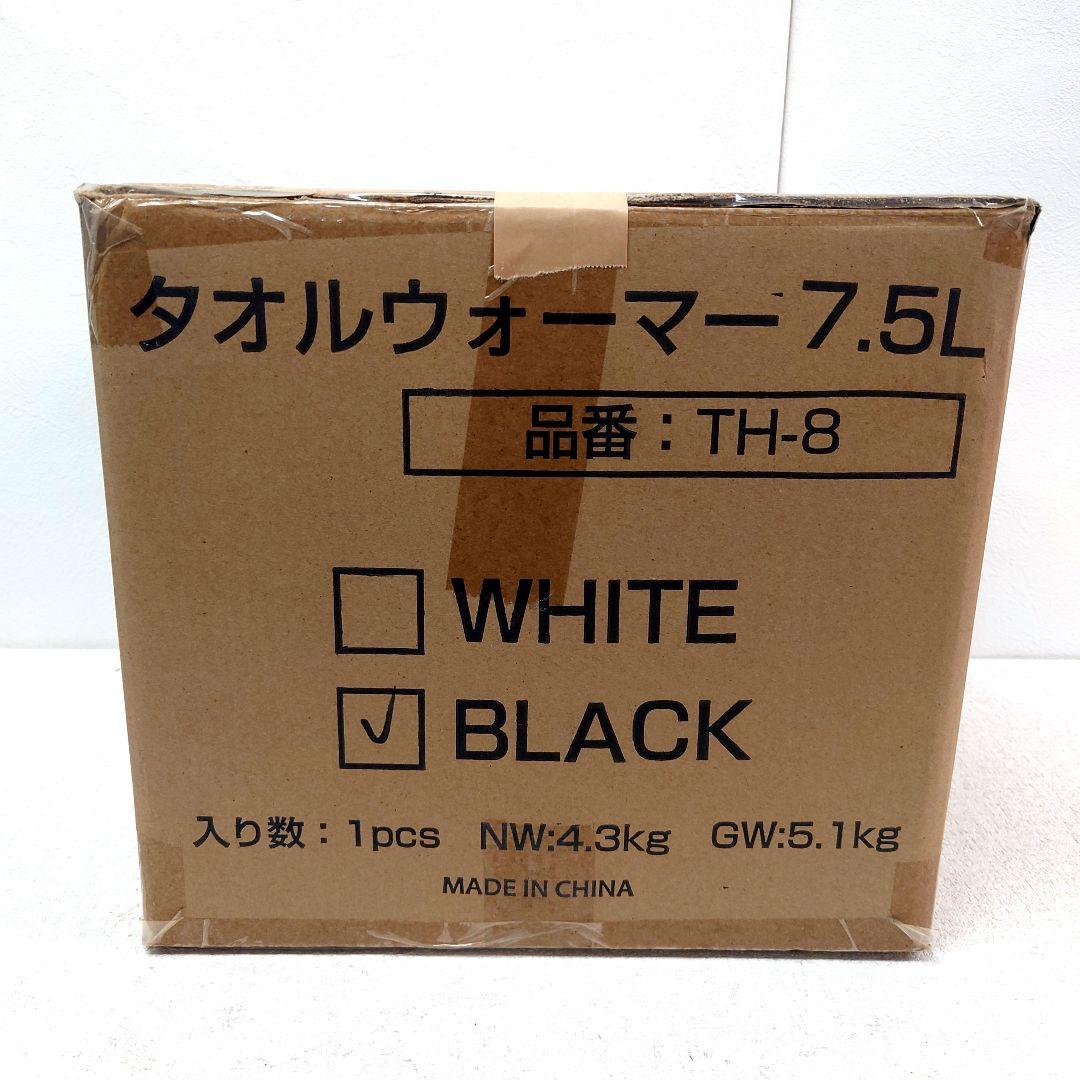 タオルウォーマー7.5L
品番：TH-8
WHITE
BLACK
入り数：1pcs NW:4.3kg GW:5.1kg
MADE IN CHINA